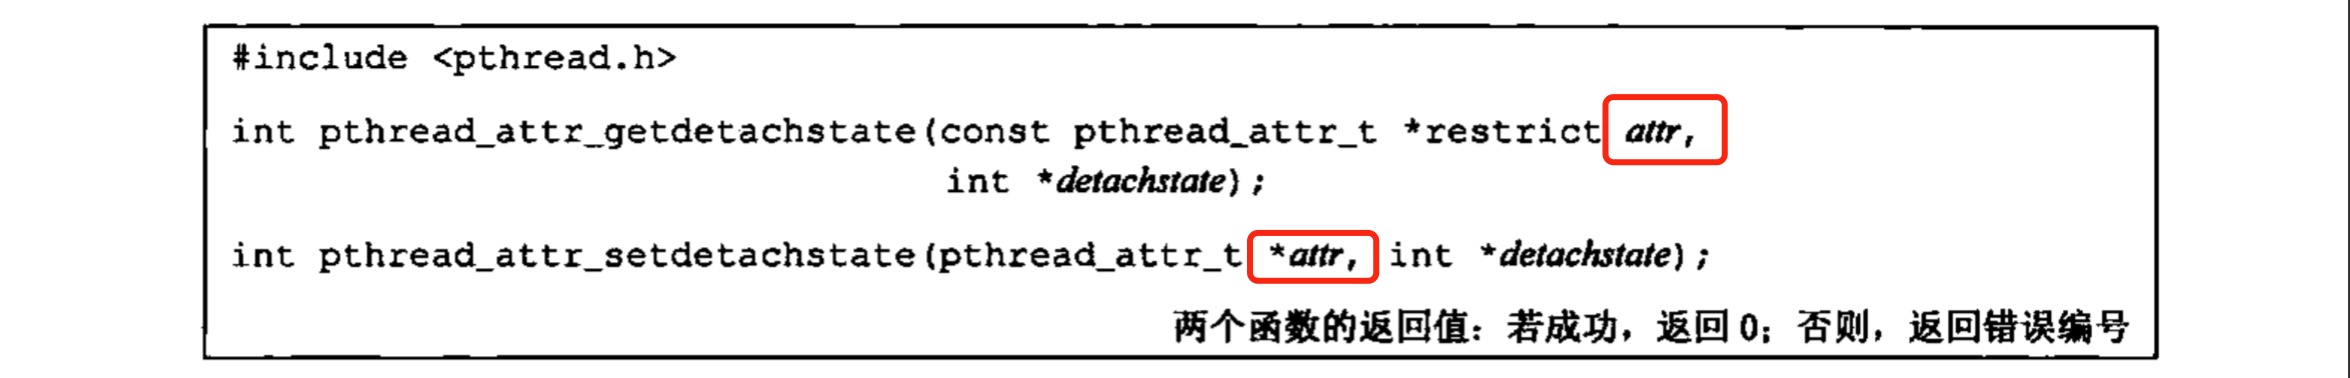 #include <pthread.h>
int pthread_attr_getdetachstate(const pthread_attr_t *restrict attr,
int *detachstate);
int pthread_attr_setdetachstate(pthread_attr_t *attr, int *detachstate);
两个函数的返回值：若成功，返回 0；否则，返回错误编号